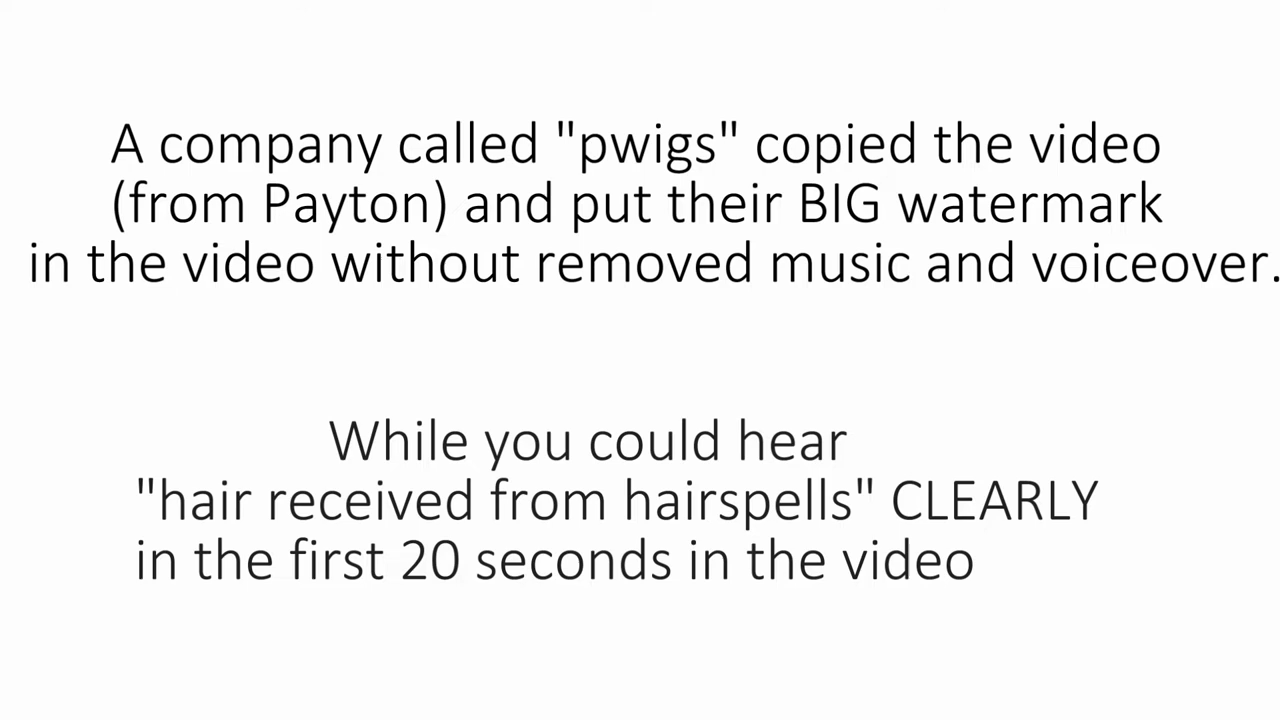 A company called "pwigs" copied the video
(from Payton) and put their BIG watermark
in the video without removed music and voiceover.
While you could hear
"hair received from hairspells" CLEARLY
in the first 20 seconds in the video